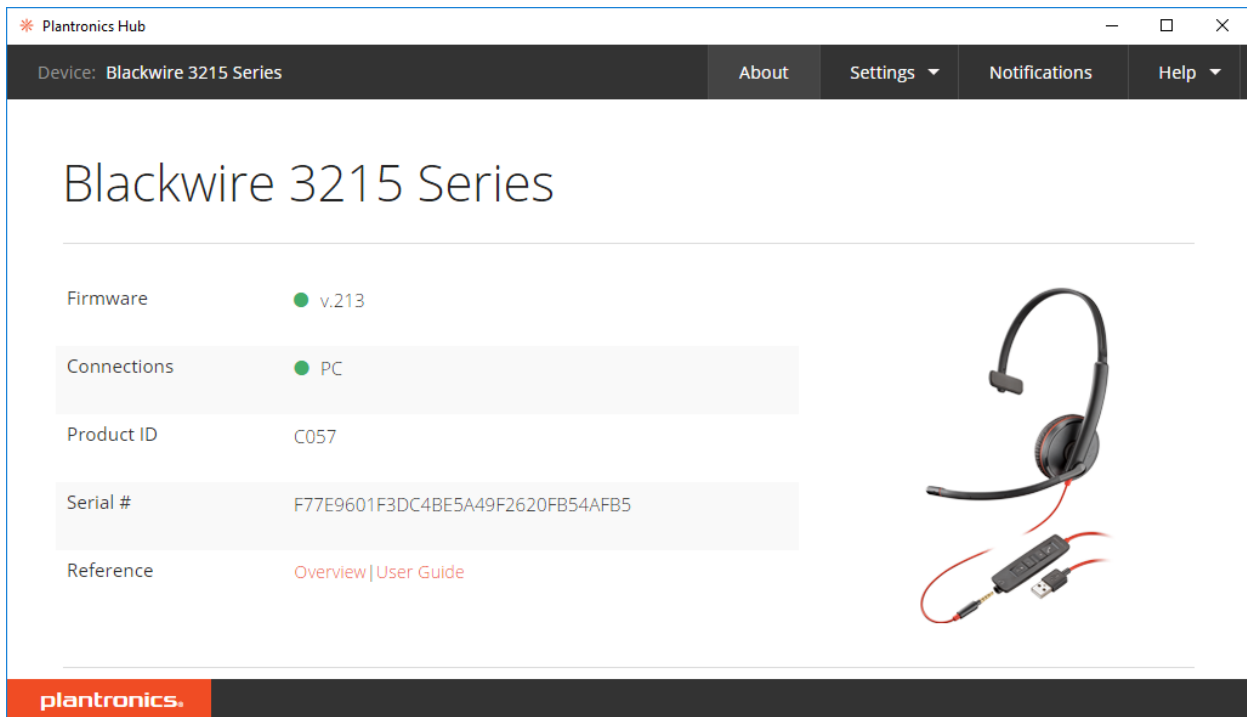 Plantronics Hub
Device: Blackwire 3215 Series About Settings Notifications Help
Blackwire 3215 Series
Firmware v.213
Connections PC
Product ID C057
Serial # F77E9601F3DC4BE5A49F2620FB54AFB5
Reference Overview|User Guide
plantronics.